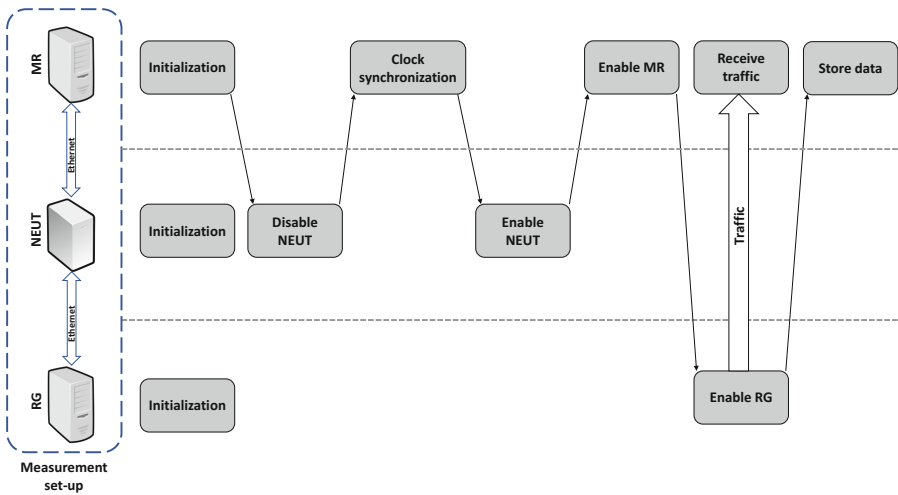 MR
Ethernet
NEUT
Ethernet
RG
Measurement
set-up
Initialization
Clock
synchronization
Enable MR
Receive
traffic
Store data
Initialization
Disable
NEUT
Enable
NEUT
Traffic
Initialization
Enable RG